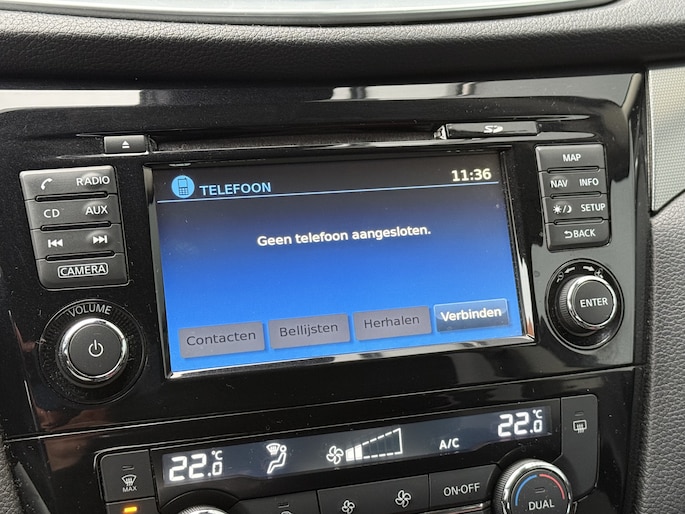 SD
TELEFOON 11:36
Geen telefoon aangesloten.
Contacten Bellijsten Herhalen Verbinden
RADIO
CD AUX
CAMERA
VOLUME
MAP
NAV INFO
SETUP
BACK
ENTER
22.0°C A/C 22.0°C
MAX
ON·OFF
DUAL